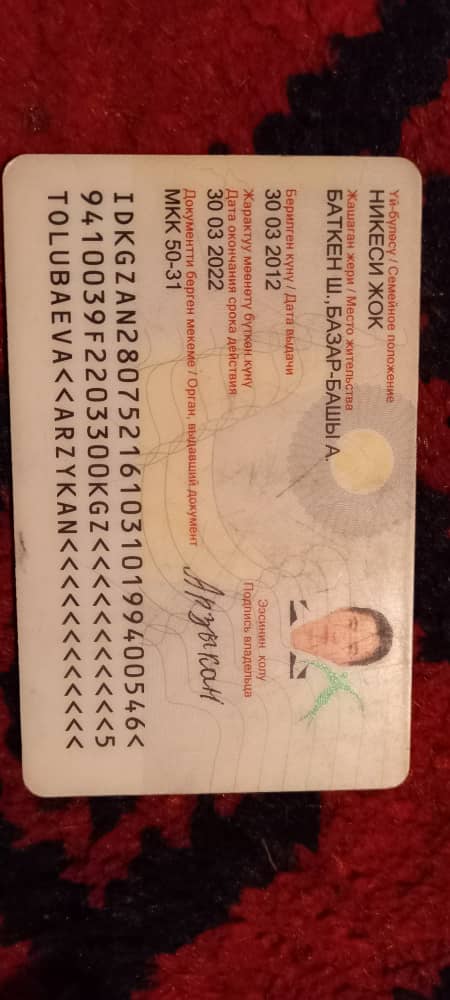 Үй-бүлөсү / Семейное положение
НИКЕСИ ЖОК
Жашаган жери / Место жительства
БАТКЕН Ш.,БАЗАР-БАШЫ А.
Берилген күнү / Дата выдачи
30 03 2012
Жарактуу мөөнөтү бүткөн күнү
Дата окончания срока действия
30 03 2022
Документти берген мекеме / Орган, выдавший документ
МКК 50-31
Ээсинин колу
Подпись владельца
Арзыкан
IDKGZAN2807521610310199400546<
9410039F2203300KGZ<<<<<<<<<<<5
TOLUBAEVA<<ARZYKAN<<<<<<<<<<<<